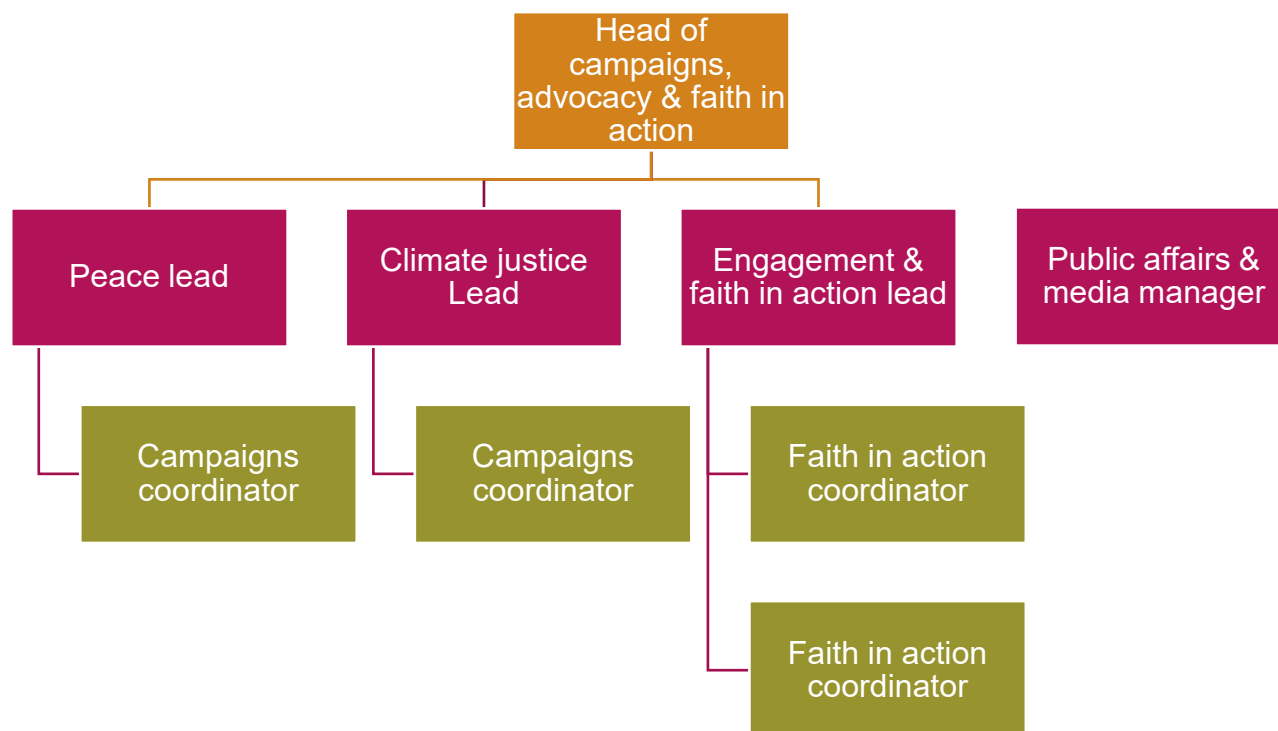 Head of
campaigns,
advocacy & faith in
action
Peace lead
Climate justice
Lead
Engagement &
faith in action lead
Public affairs &
media manager
Campaigns
coordinator
Campaigns
coordinator
Faith in action
coordinator
Faith in action
coordinator